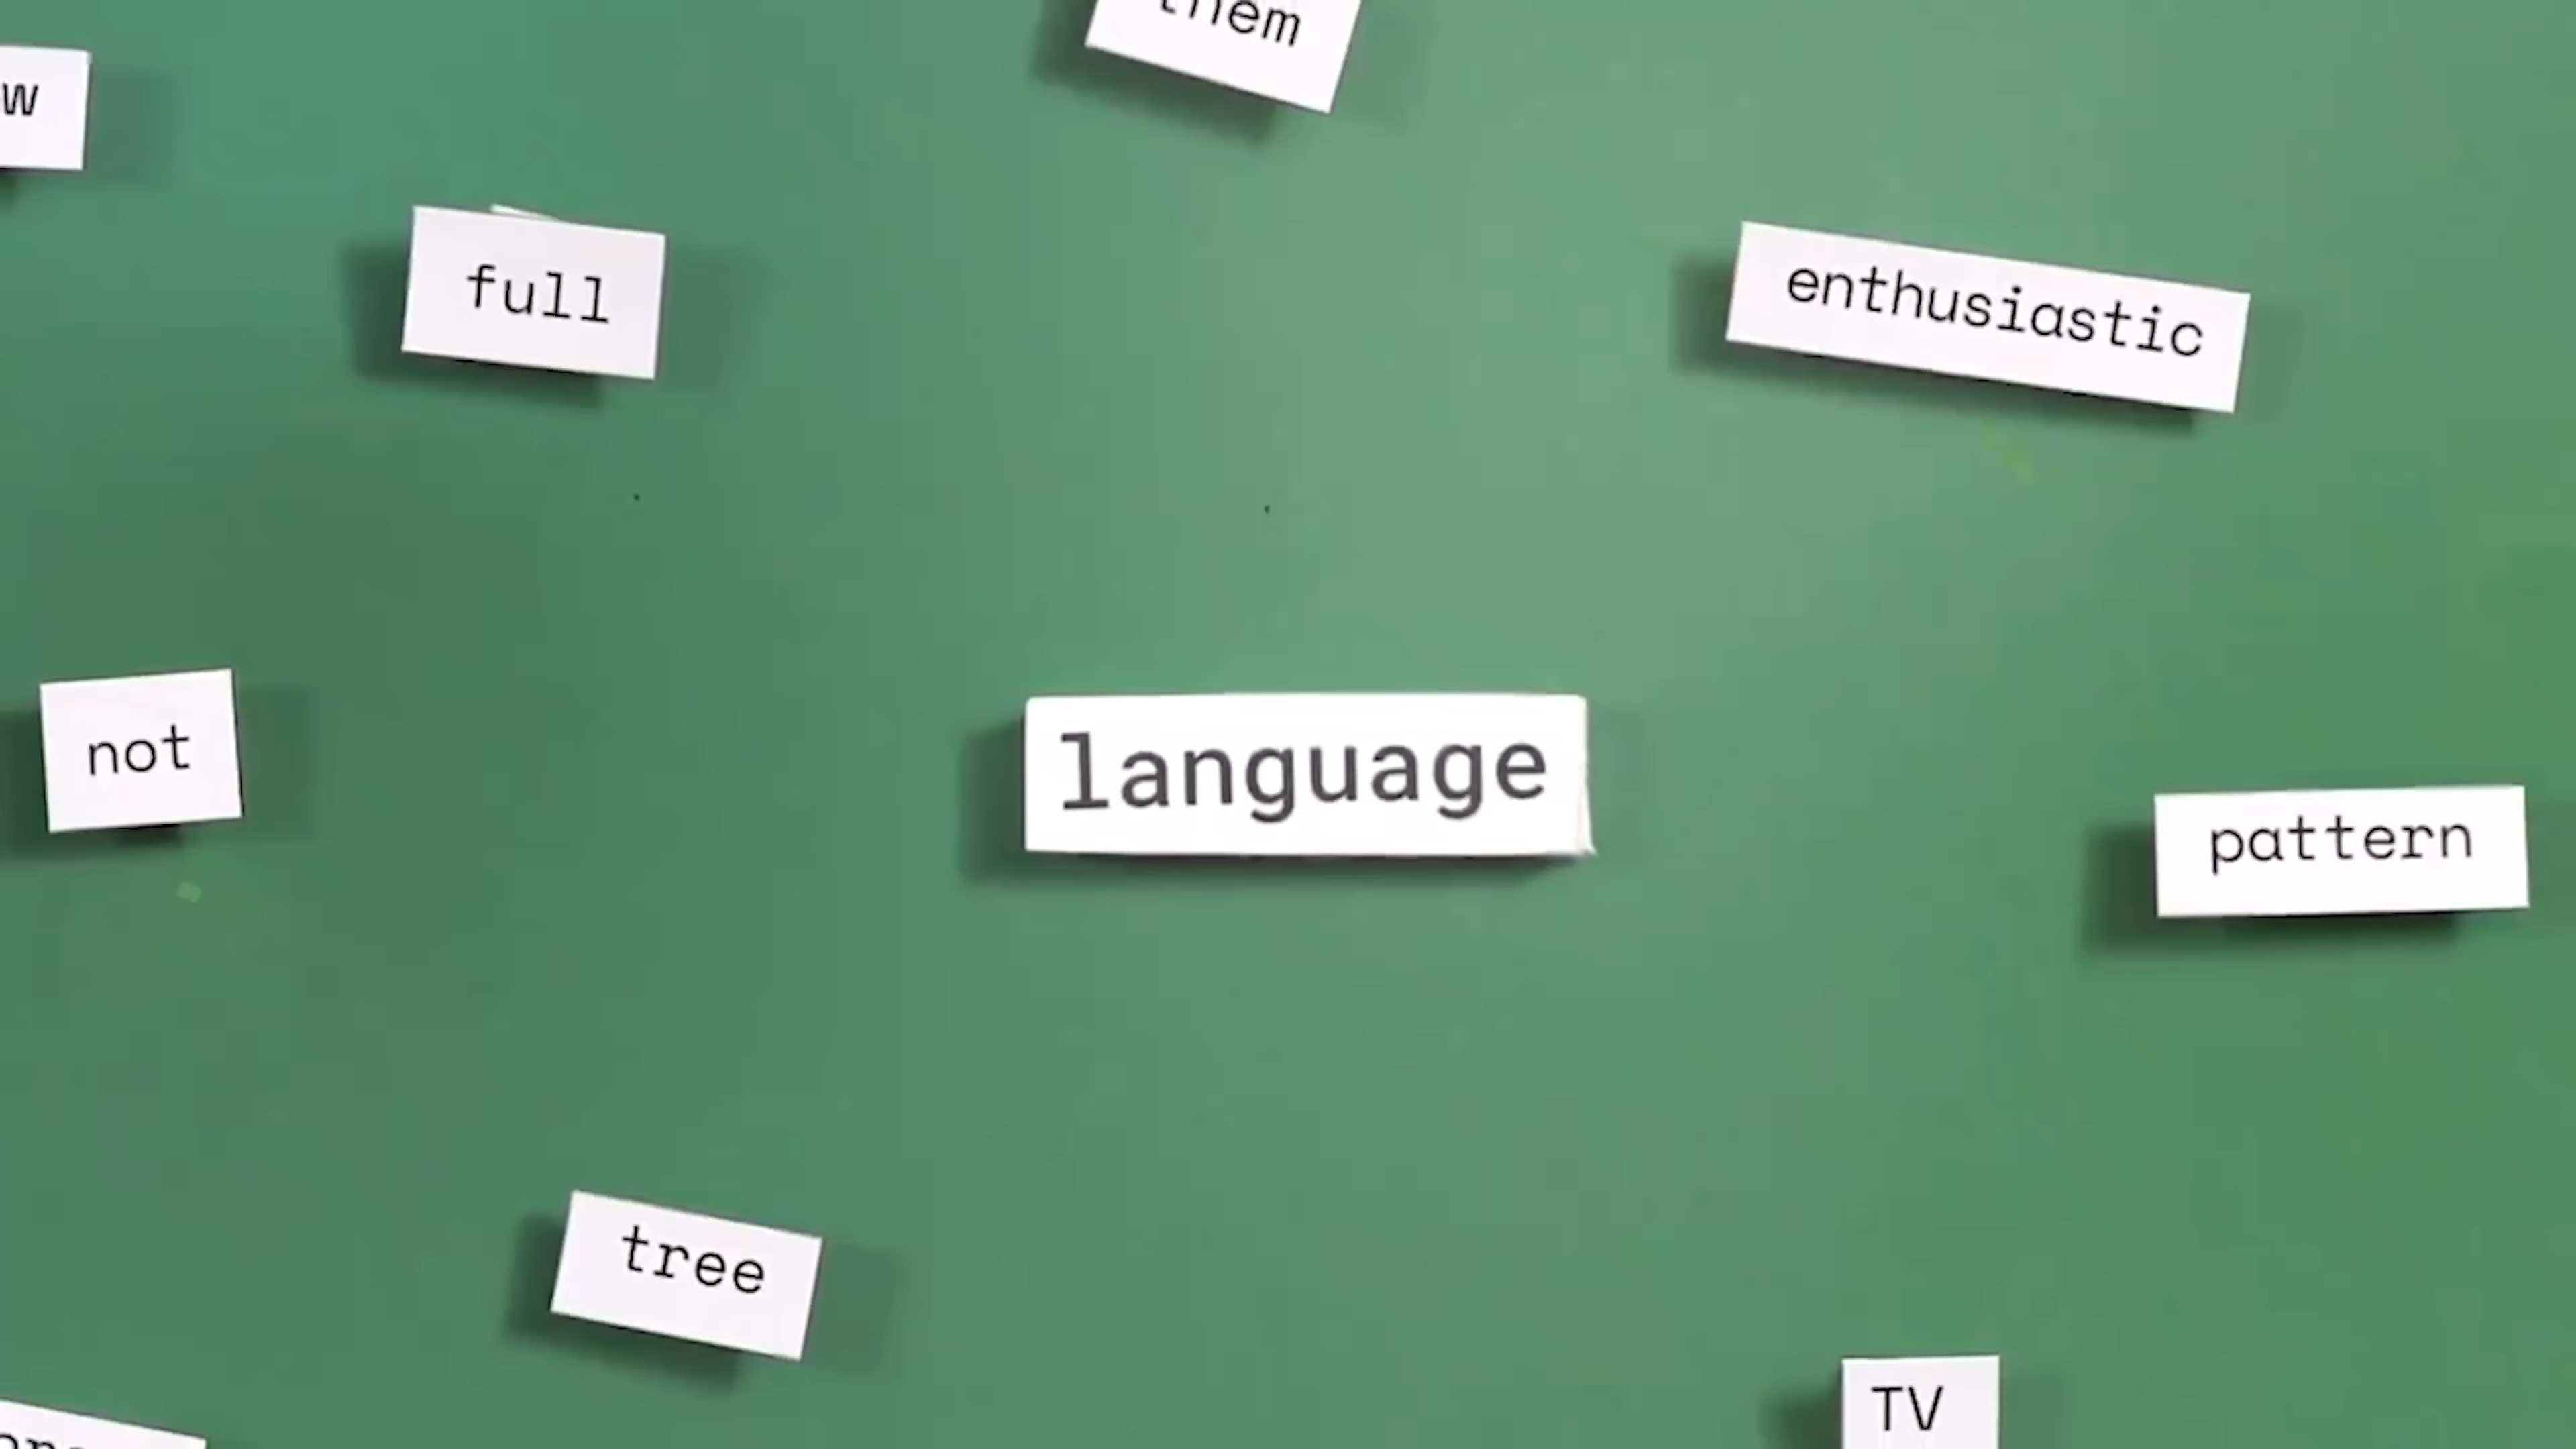 them
w
full
enthusiastic
not
language
pattern
tree
TV